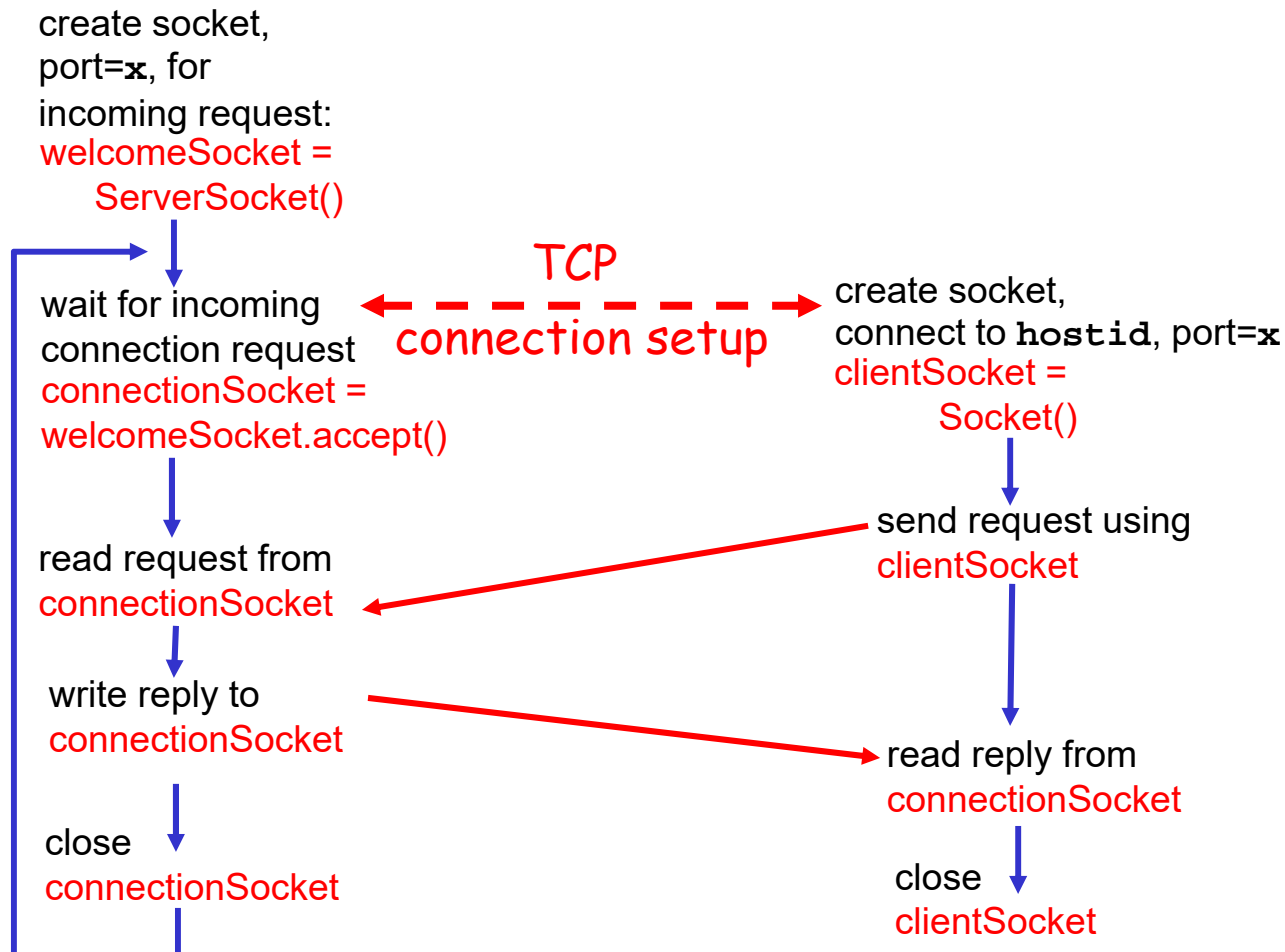 create socket,
port=x, for
incoming request:
welcomeSocket =
ServerSocket()
wait for incoming
connection request
connectionSocket =
welcomeSocket.accept()
read request from
connectionSocket
write reply to
connectionSocket
close
connectionSocket
TCP
connection setup
create socket,
connect to hostid, port=x
clientSocket =
Socket()
send request using
clientSocket
read reply from
connectionSocket
close
clientSocket